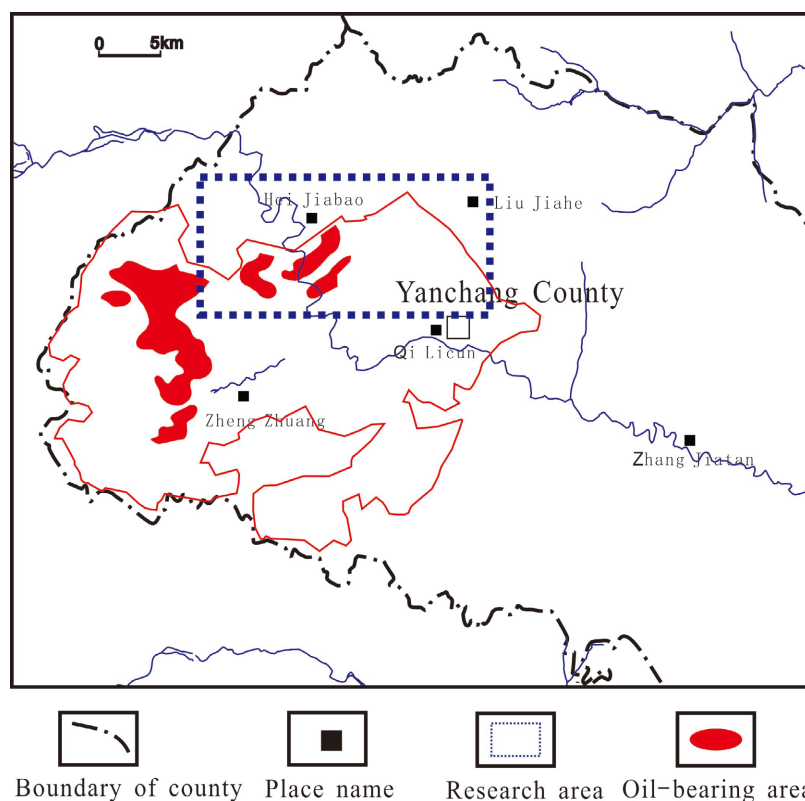 0 5km
Hei Jiabao
Liu Jiahe
Yanchang County
Qi Licun
Zheng Zhuang
Zhang Jiatan
Boundary of county Place name Research area Oil-bearing area